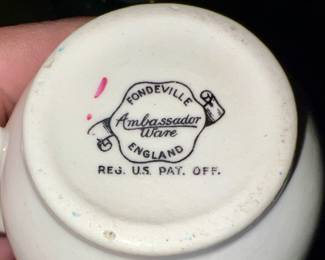 FONDEVILLE
Ambassador
Ware
ENGLAND
REG. U.S. PAT. OFF.